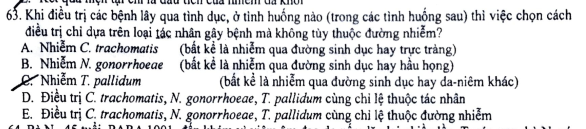 63. Khi điều trị các bệnh lây qua tình dục, ở tình huống nào (trong các tình huống sau) thì việc chọn cách
điều trị chỉ dựa trên loại tác nhân gây bệnh mà không tùy thuộc đường nhiễm?
A. Nhiễm C. trachomatis (bất kể là nhiễm qua đường sinh dục hay trực tràng)
B. Nhiễm N. gonorrhoeae (bất kể là nhiễm qua đường sinh dục hay hầu họng)
C. Nhiễm T. pallidum (bất kể là nhiễm qua đường sinh dục hay da-niêm khác)
D. Điều trị C. trachomatis, N. gonorrhoeae, T. pallidum cùng chỉ lệ thuộc tác nhân
E. Điều trị C. trachomatis, N. gonorrhoeae, T. pallidum cùng chỉ lệ thuộc đường nhiễm